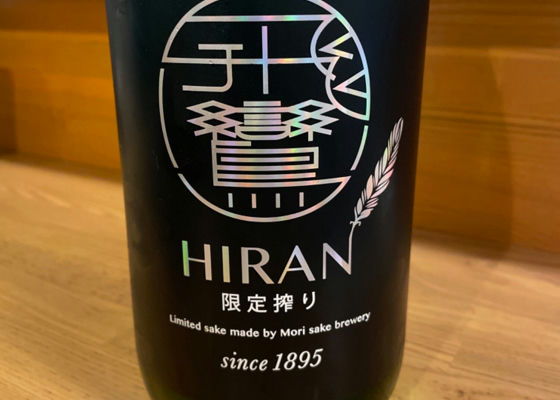 HIRAN
限定搾り
Limited sake made by Mori sake brewery
since 1895